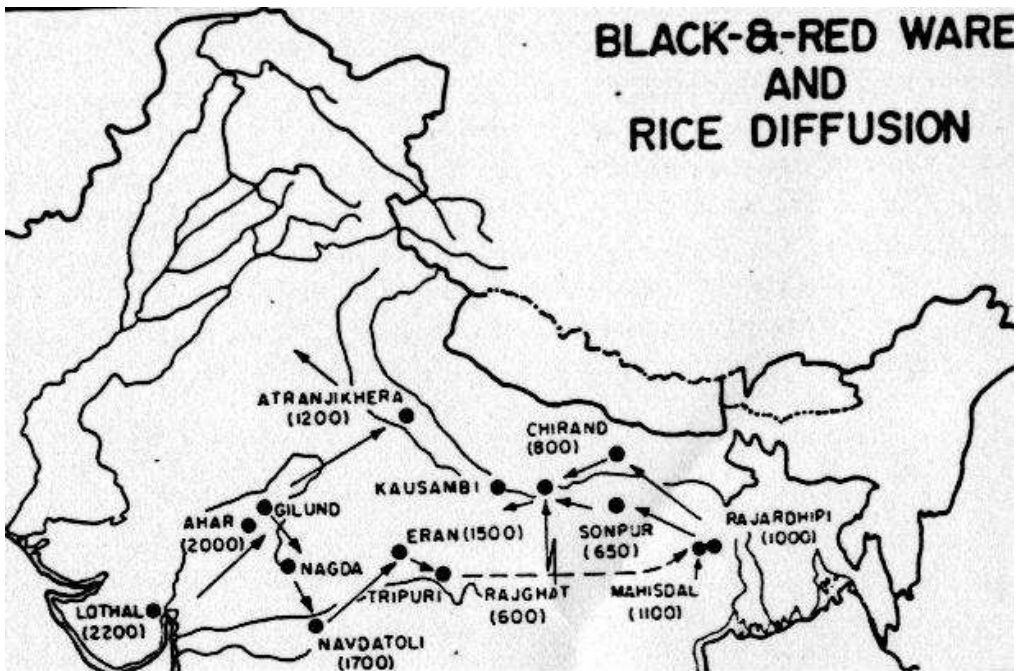 BLACK-&-RED WARE
AND
RICE DIFFUSION
ATRANJIKHERA
(1200)
CHIRAND
(800)
KAUSAMBI
GILUND
AHAR
(2000)
ERAN (1500)
SONPUR
(650)
RAJARDHIPI
(1000)
NAGDA
TRIPURI
RAJGHAT
(600)
MAHISDAL
(1100)
LOTHAL
(2200)
NAVDATOLI
(1700)